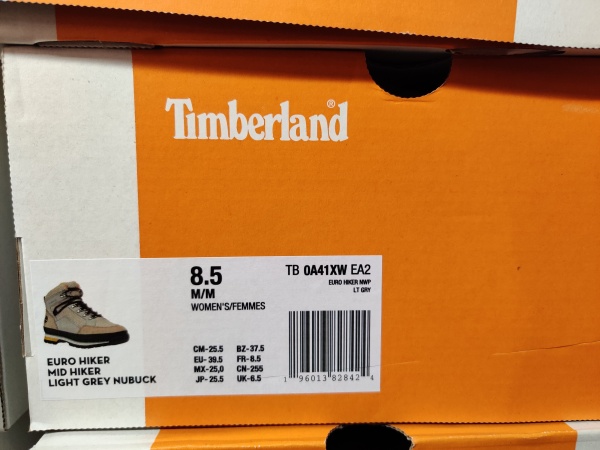 Timberland®
8.5
M/M
WOMEN'S/FEMMES
TB 0A41XW EA2
EURO HIKER NWP
LT GRY
EURO HIKER
MID HIKER
LIGHT GREY NUBUCK
CM-25.5 BZ-37.5
EU-39.5 FR-8.5
MX-25,0 CN-255
JP-25.5 UK-6.5
1 96013 82842 4